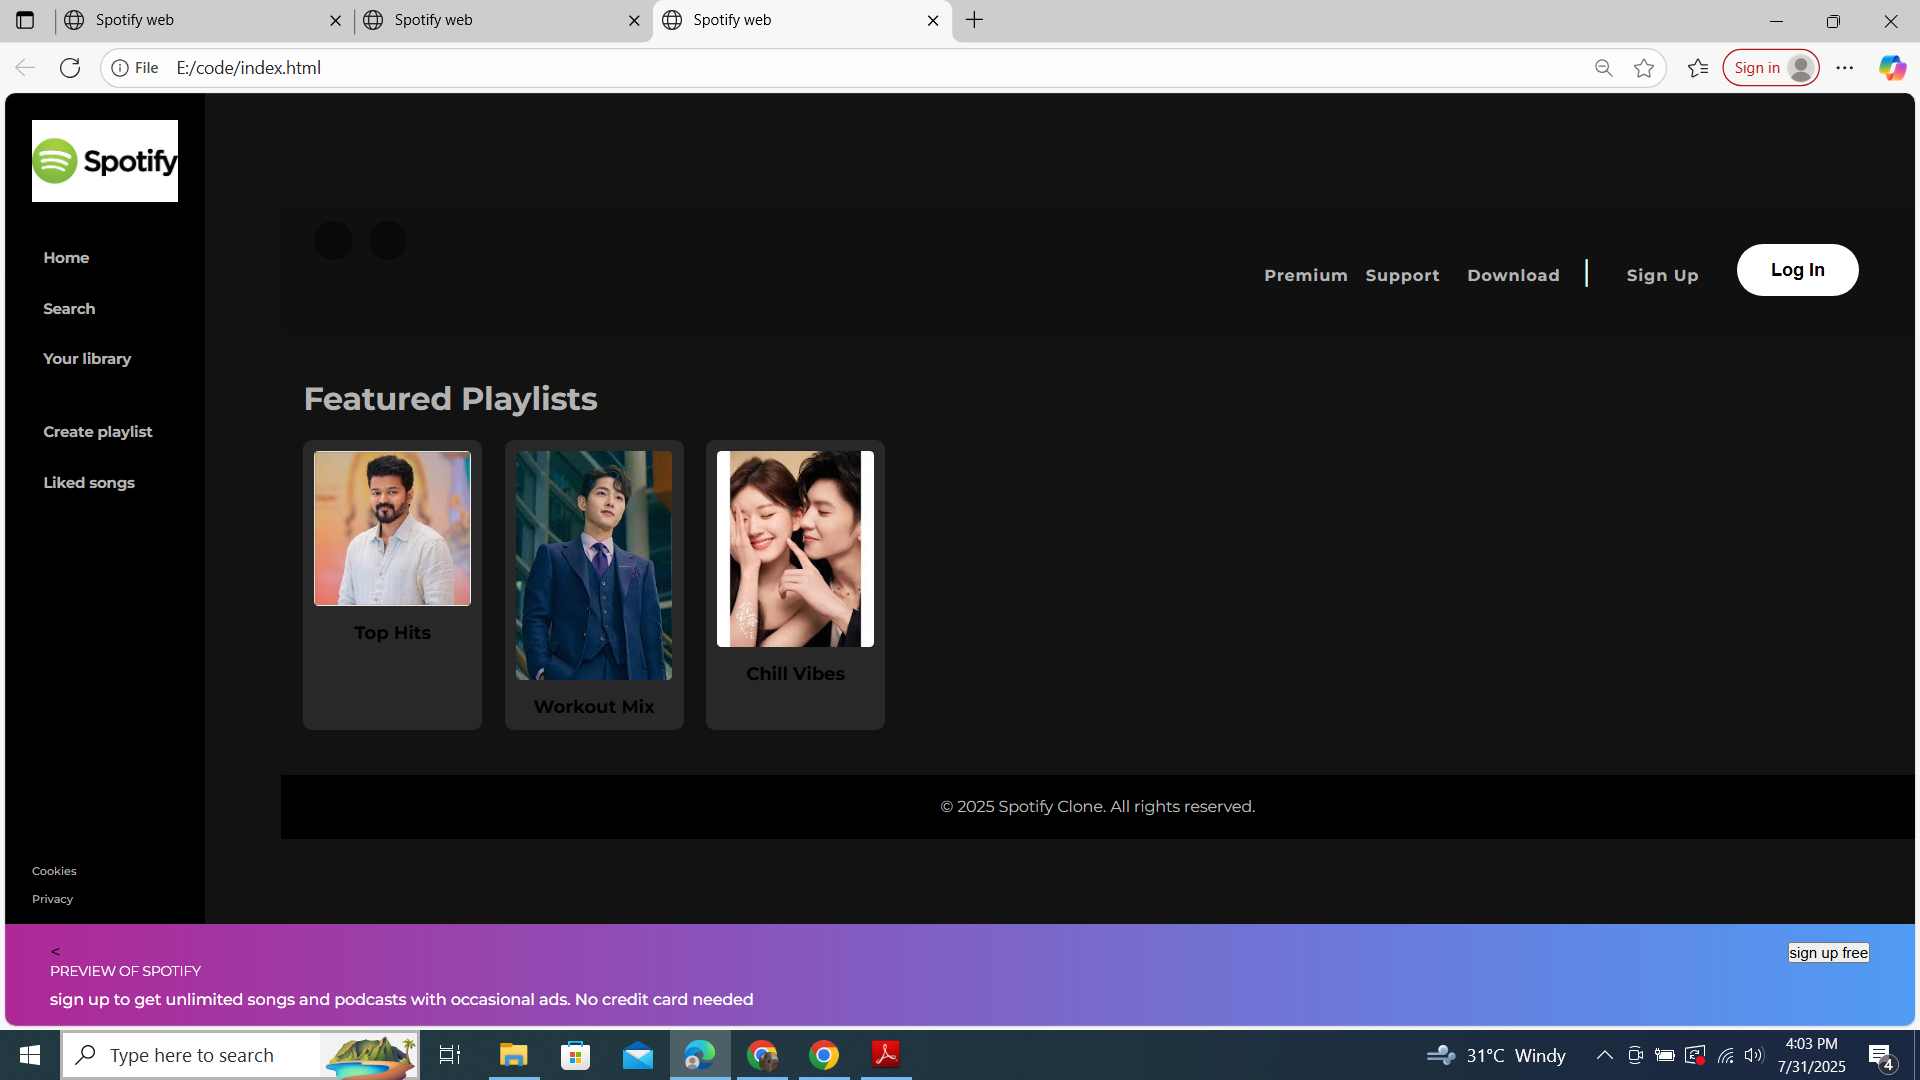 Spotify web
Spotify web
Spotify web
File E:/code/index.html
Sign in
Spotify
Home
Search
Your library
Create playlist
Liked songs
Cookies
Privacy
Premium Support Download Sign Up Log In
Featured Playlists
Top Hits
Workout Mix
Chill Vibes
© 2025 Spotify Clone. All rights reserved.
<
PREVIEW OF SPOTIFY
sign up to get unlimited songs and podcasts with occasional ads. No credit card needed
sign up free
Type here to search
31°C Windy
4:03 PM
7/31/2025
4